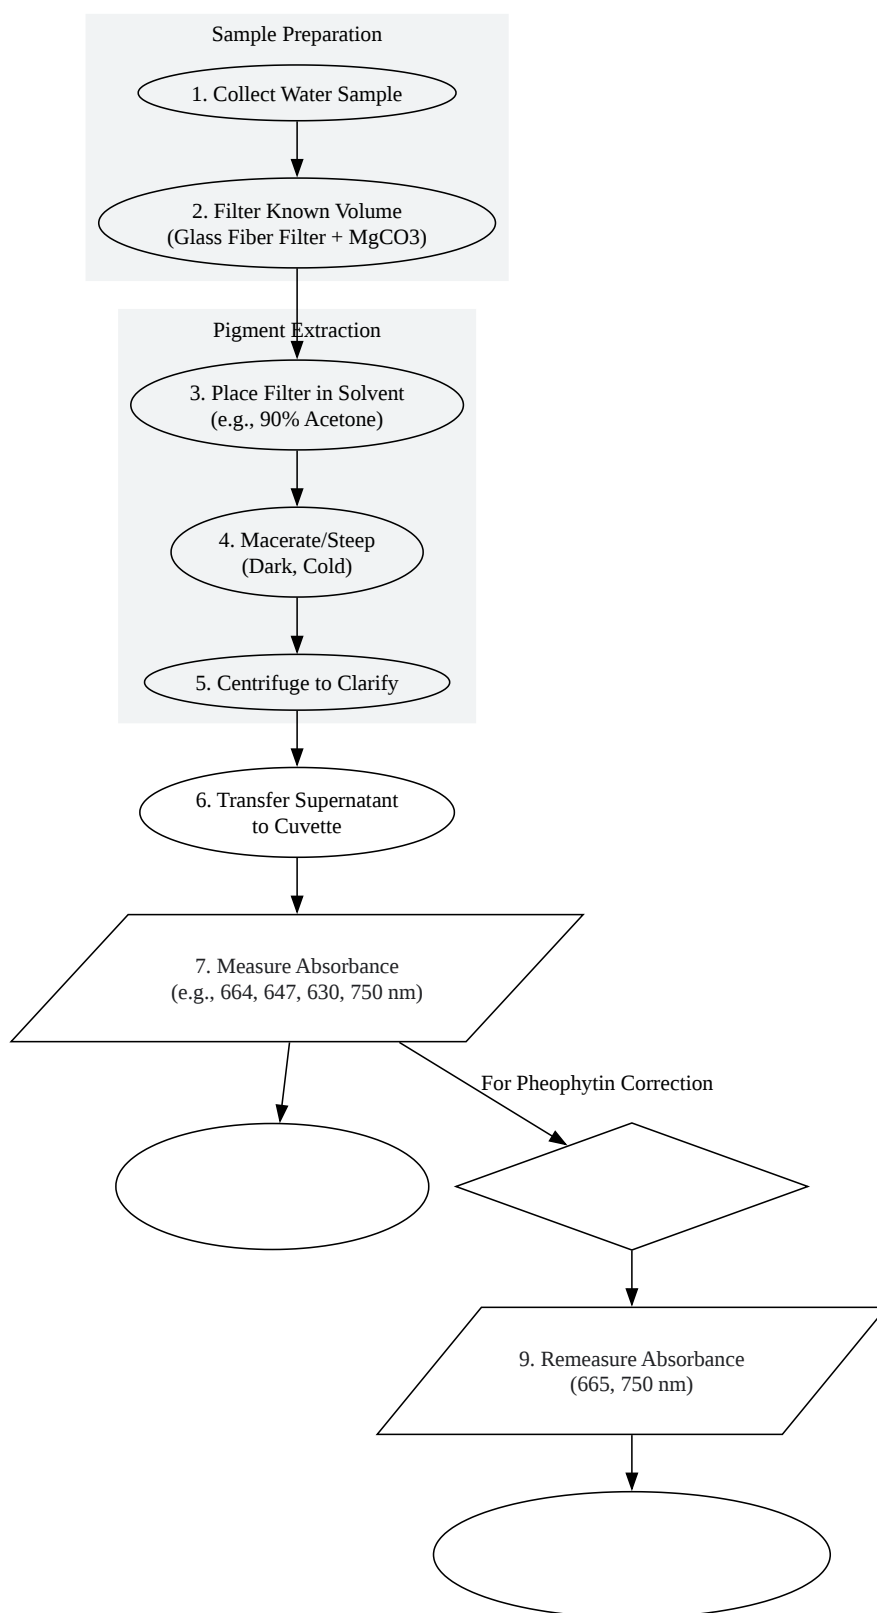 Sample Preparation
1. Collect Water Sample
2. Filter Known Volume
(Glass Fiber Filter + MgCO3)
Pigment Extraction
3. Place Filter in Solvent
(e.g., 90% Acetone)
4. Macerate/Steep
(Dark, Cold)
5. Centrifuge to Clarify
6. Transfer Supernatant
to Cuvette
7. Measure Absorbance
(e.g., 664, 647, 630, 750 nm)
For Pheophytin Correction
9. Remeasure Absorbance
(665, 750 nm)